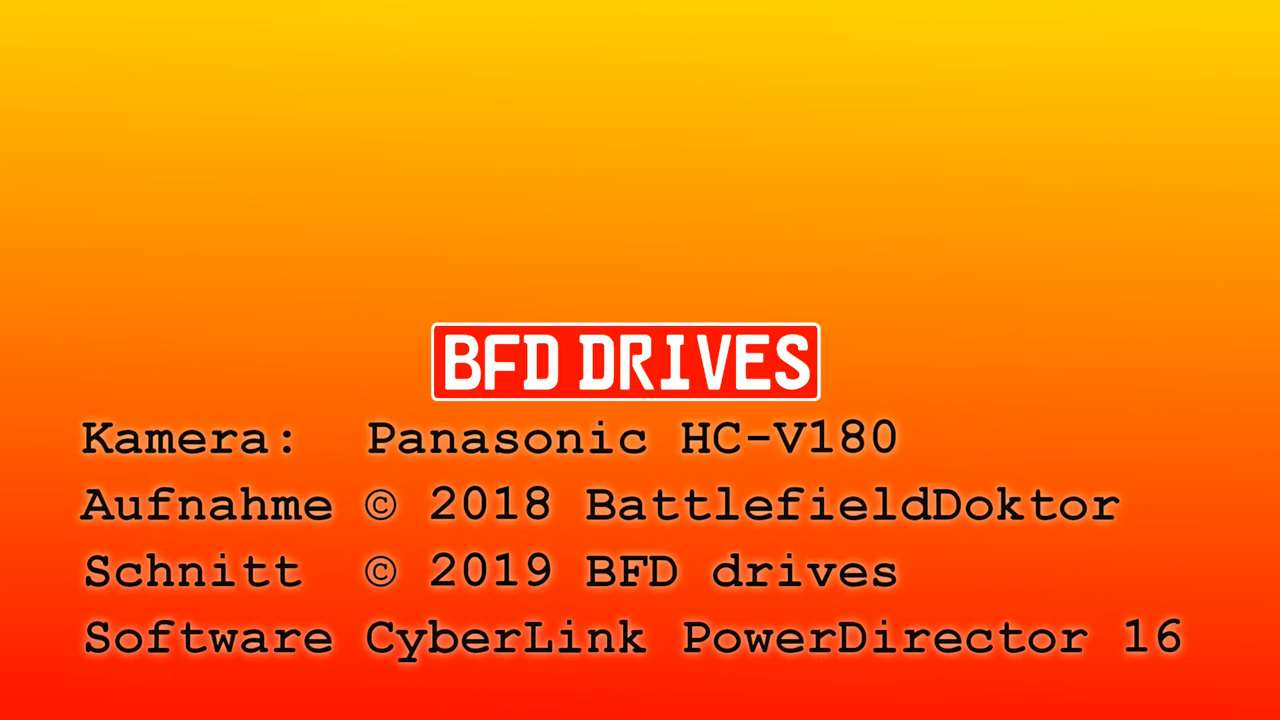 BFD DRIVES
Kamera: Panasonic HC-V180
Aufnahme © 2018 BattlefieldDoktor
Schnitt © 2019 BFD drives
Software CyberLink PowerDirector 16